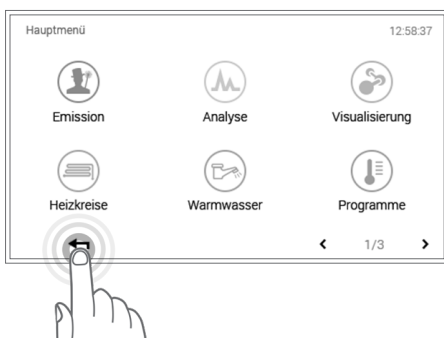 Hauptmenü 12:58:37
Emission Analyse Visualisierung
Heizkreise Warmwasser Programme
1/3